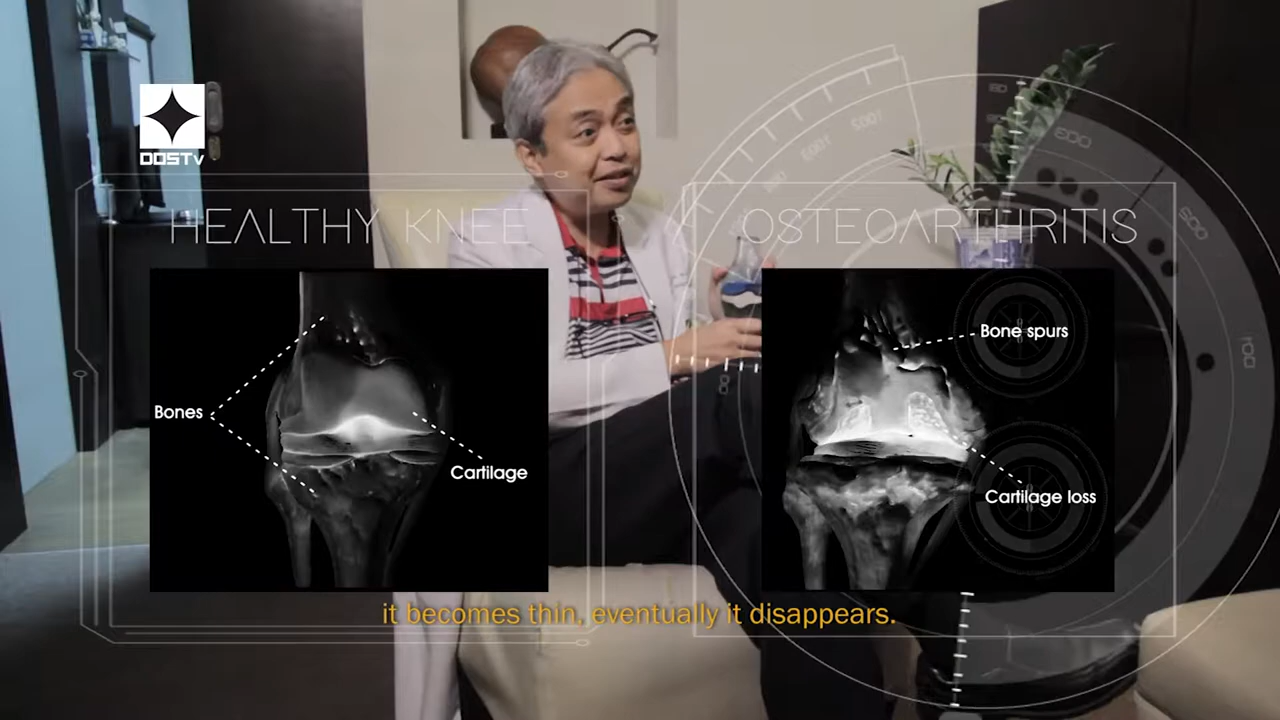 DOSTv
HEALTHY KNEE
OSTEOARTHRITIS
Bones
Cartilage
Bone spurs
Cartilage loss
it becomes thin, eventually it disappears.